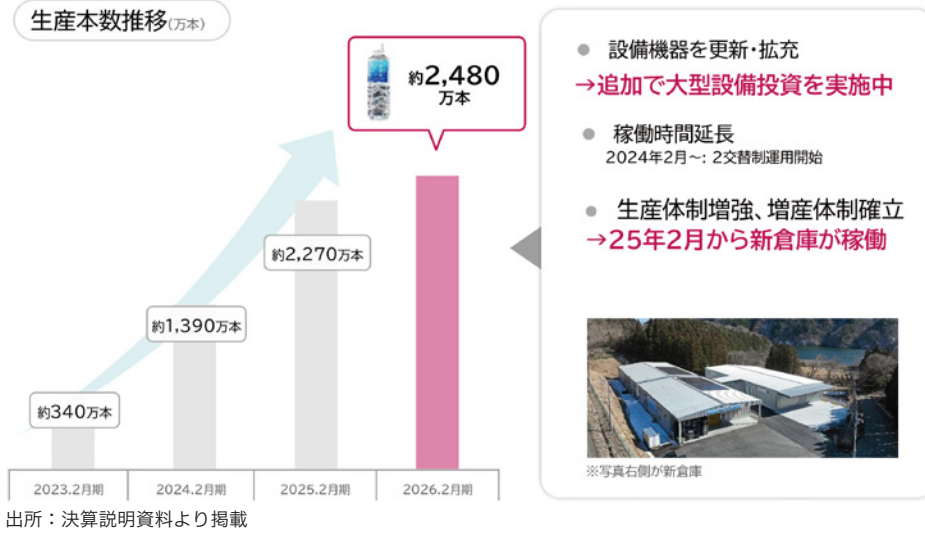 生産本数推移(万本)
約2,480
万本
約2,270万本
約1,390万本
約340万本
2023.2月期
2024.2月期
2025.2月期
2026.2月期
● 設備機器を更新・拡充
→追加で大型設備投資を実施中
● 稼働時間延長
2024年2月〜: 2交替制運用開始
● 生産体制増強、増産体制確立
→25年2月から新倉庫が稼働
※写真右側が新倉庫
出所：決算説明資料より掲載